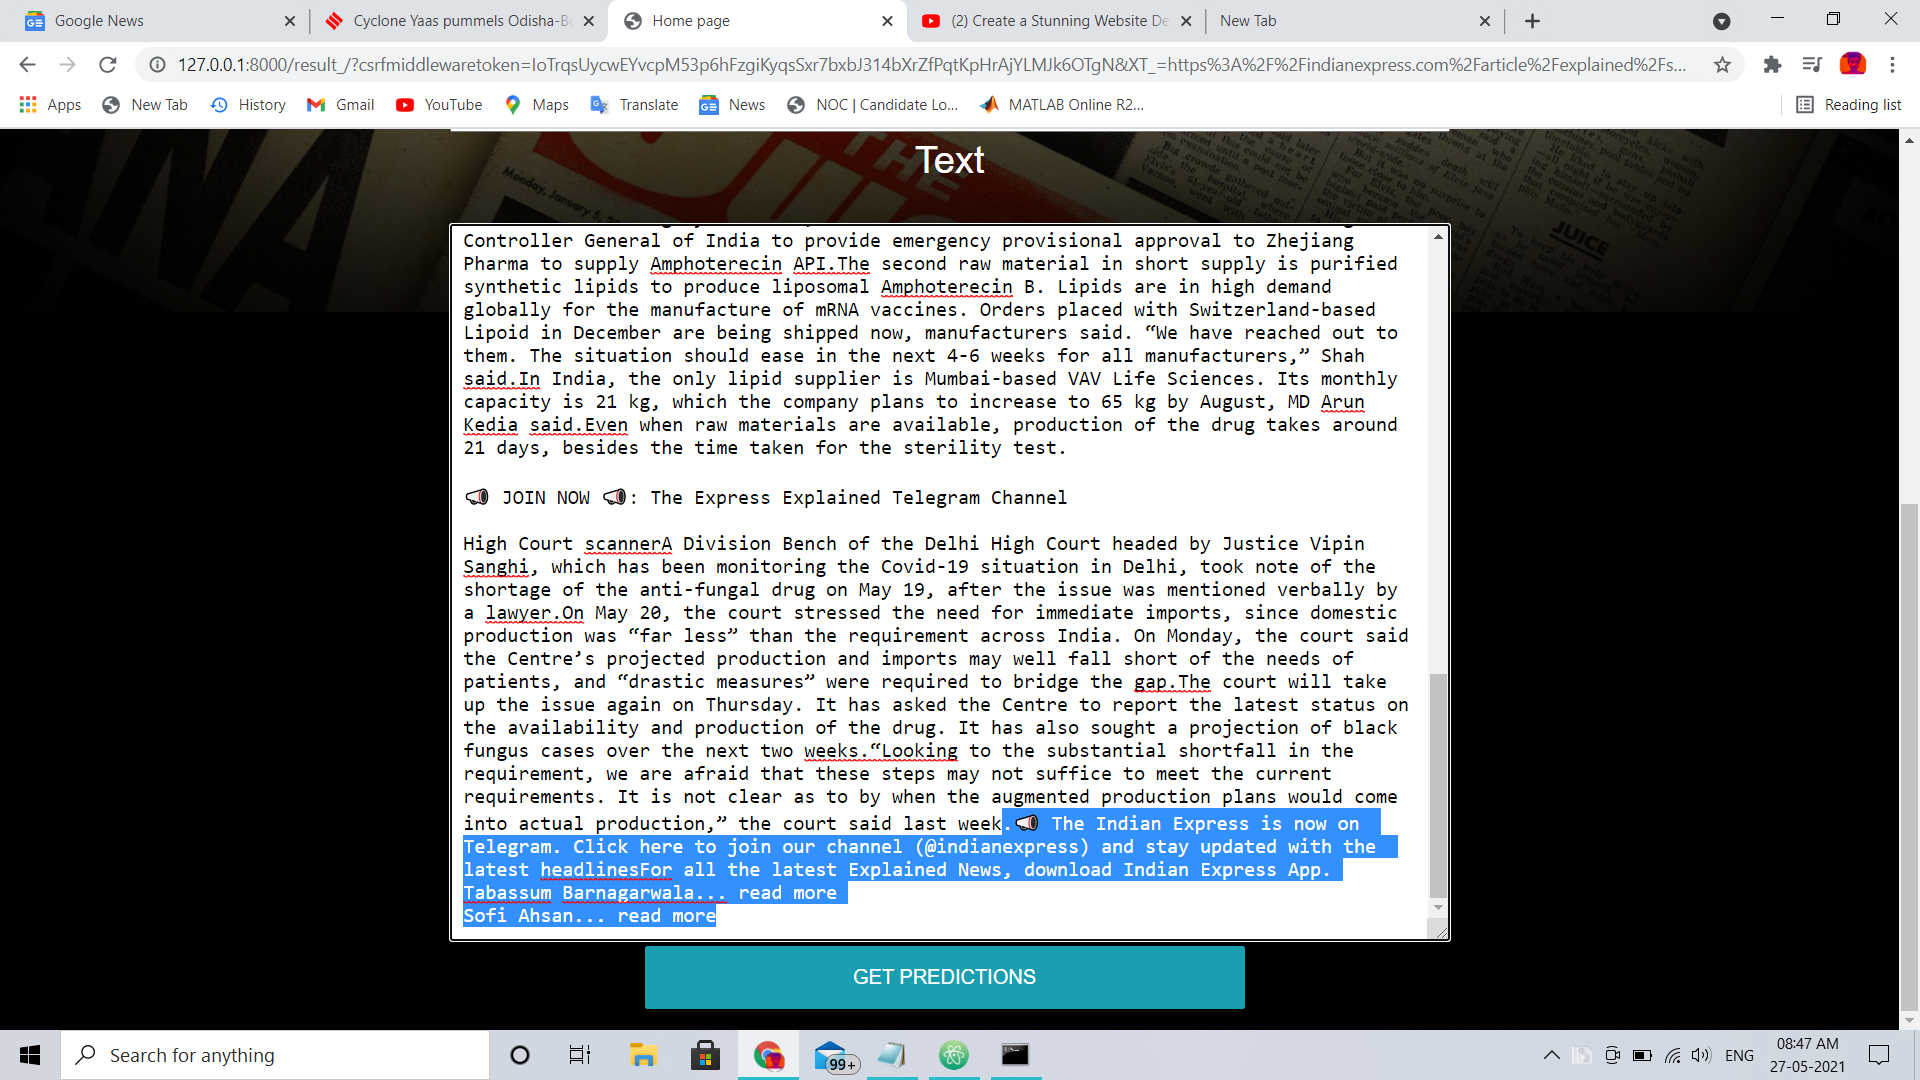 Google News
Cyclone Yaas pummels Odisha-B
Home page
(2) Create a Stunning Website De
New Tab
127.0.0.1:8000/result_/?csrfmiddlewaretoken=IoTrqsUycwEYvcpM53p6hFzgiKyqsSxr7bxbJ314bXrZfPqtKpHrAjYLMJk6OTgN&XT_=https%3A%2F%2Findianexpress.com%2Farticle%2Fexplained%2Fs...
Apps
New Tab
History
Gmail
YouTube
Maps
Translate
News
NOC | Candidate Lo...
MATLAB Online R2...
Reading list
Monday, January 5,
THE
JUICE
Text
Controller General of India to provide emergency provisional approval to Zhejiang
Pharma to supply Amphoterecin API.The second raw material in short supply is purified
synthetic lipids to produce liposomal Amphoterecin B. Lipids are in high demand
globally for the manufacture of mRNA vaccines. Orders placed with Switzerland-based
Lipoid in December are being shipped now, manufacturers said. “We have reached out to
them. The situation should ease in the next 4-6 weeks for all manufacturers,” Shah
said.In India, the only lipid supplier is Mumbai-based VAV Life Sciences. Its monthly
capacity is 21 kg, which the company plans to increase to 65 kg by August, MD Arun
Kedia said.Even when raw materials are available, production of the drug takes around
21 days, besides the time taken for the sterility test.
JOIN NOW : The Express Explained Telegram Channel
High Court scannerA Division Bench of the Delhi High Court headed by Justice Vipin
Sanghi, which has been monitoring the Covid-19 situation in Delhi, took note of the
shortage of the anti-fungal drug on May 19, after the issue was mentioned verbally by
a lawyer.On May 20, the court stressed the need for immediate imports, since domestic
production was “far less” than the requirement across India. On Monday, the court said
the Centre’s projected production and imports may well fall short of the needs of
patients, and “drastic measures” were required to bridge the gap.The court will take
up the issue again on Thursday. It has asked the Centre to report the latest status on
the availability and production of the drug. It has also sought a projection of black
fungus cases over the next two weeks.“Looking to the substantial shortfall in the
requirement, we are afraid that these steps may not suffice to meet the current
requirements. It is not clear as to by when the augmented production plans would come
into actual production,” the court said last week. The Indian Express is now on
Telegram. Click here to join our channel (@indianexpress) and stay updated with the
latest headlinesFor all the latest Explained News, download Indian Express App.
Tabassum Barnagarwala... read more
Sofi Ahsan... read more
GET PREDICTIONS
Search for anything
99+
ENG
08:47 AM
27-05-2021